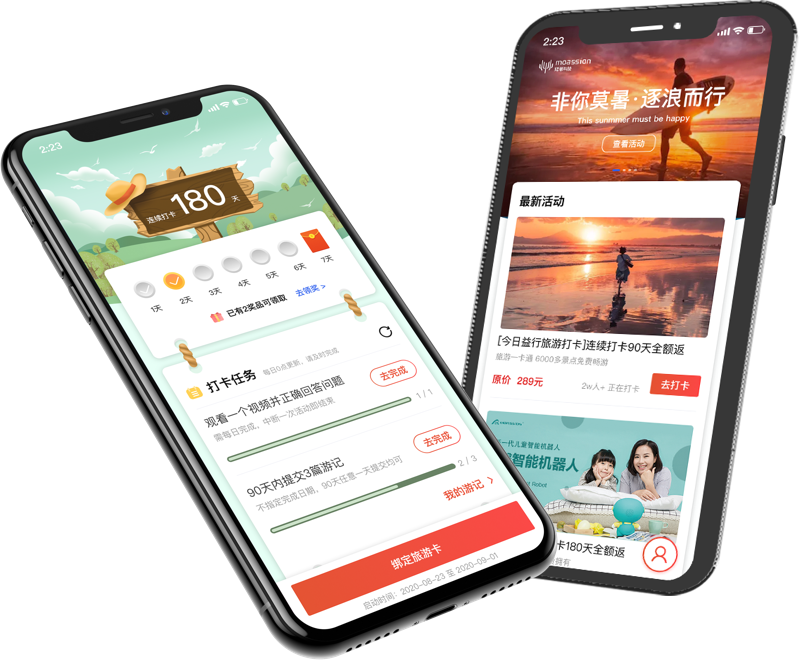 2:23
连续打卡 180 天
1天
2天
3天
4天
5天
6天
7天
已有2奖品可领取
去领奖 >
打卡任务
每日0点更新，请及时完成
观看一个视频并正确回答问题
去完成
需每日完成，中断一次活动即结束
1 / 1
90天内提交3篇游记
去完成
不指定完成日期，90天任意一天提交均可
2 / 3
我的游记 >
绑定旅游卡
启动时间：2020-08-23 至 2020-09-01
2:23
moassion
非你莫暑·逐浪而行
This sunmmer must be happy
查看活动
最新活动
[今日益行旅游打卡]连续打卡90天全额返
旅游一卡通 6000多景点免费畅游
原价 289元
2w人+ 正在打卡
去打卡
一代儿童智能机器人
智能机器人
Robot
卡180天全额返
拥有